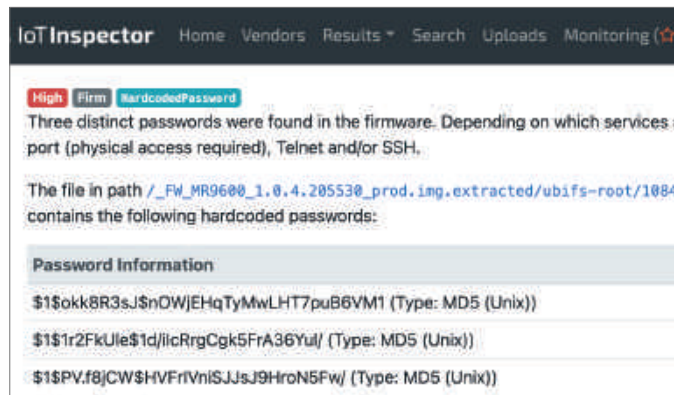 IoT Inspector Home Vendors Results Search Uploads Monitoring (
High Firm HardcodedPassword
Three distinct passwords were found in the firmware. Depending on which services
port (physical access required), Telnet and/or SSH.
The file in path /_FW_MR9600_1.0.4.205530_prod.img.extracted/ubifs-root/1084
contains the following hardcoded passwords:
Password Information
$1$okk8R3sJ$nOWjEHqTyMwLHT7puB6VM1 (Type: MD5 (Unix))
$1$1r2FkUle$1d/ilcRrgCgk5FrA36Yul/ (Type: MD5 (Unix))
$1$PV.f8jCW$HVFrlVniSJJsJ9HroN5Fw/ (Type: MD5 (Unix))